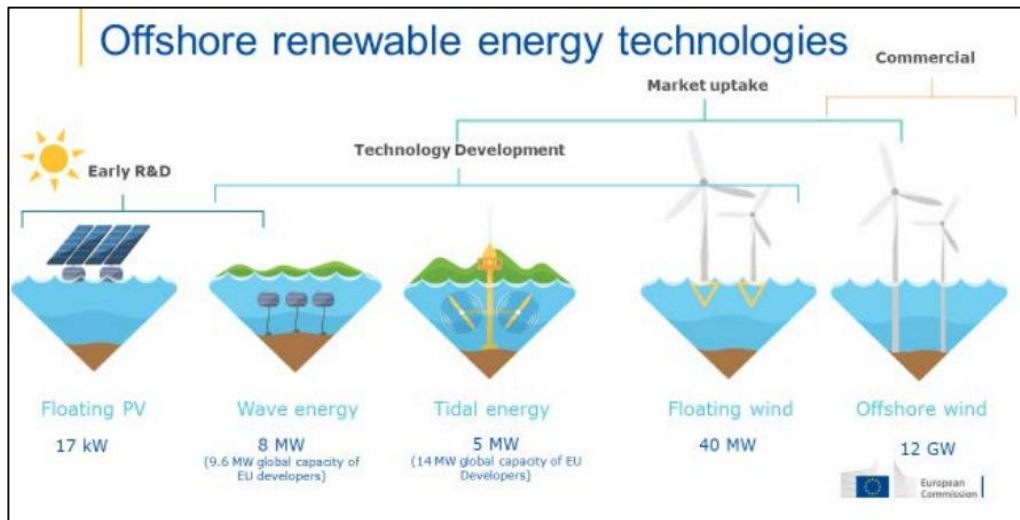 Offshore renewable energy technologies
Commercial
Market uptake
Technology Development
Early R&D
Floating PV
17 kW
Wave energy
8 MW
(9.6 MW global capacity of
EU developers)
Tidal energy
5 MW
(14 MW global capacity of EU
Developers)
Floating wind
40 MW
Offshore wind
12 GW
European
Commission